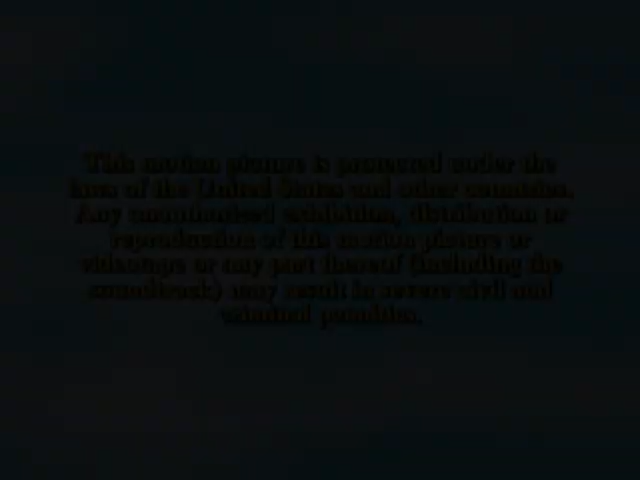 This motion picture is protected under the
laws of the United States and other countries.
Any unauthorized exhibition, distribution or
reproduction of this motion picture or
videotape or any part thereof (including the
soundtrack) may result in severe civil and
criminal penalties.